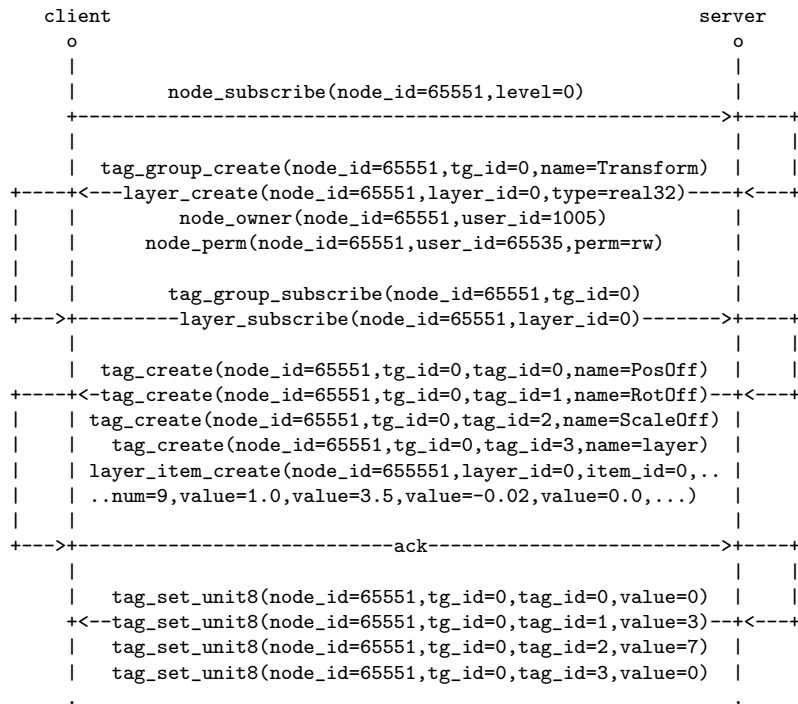 client server
o o
| |
| node_subscribe(node_id=65551,level=0) |
+------------------------------------------------------->+----+
| | |
| tag_group_create(node_id=65551,tg_id=0,name=Transform) | |
+----+<---layer_create(node_id=65551,layer_id=0,type=real32)----+<---+
| | node_owner(node_id=65551,user_id=1005) |
| | node_perm(node_id=65551,user_id=65535,perm=rw) |
| | |
| | tag_group_subscribe(node_id=65551,tg_id=0) |
+--->+---------layer_subscribe(node_id=65551,layer_id=0)------->+----+
| | |
| tag_create(node_id=65551,tg_id=0,tag_id=0,name=PosOff) | |
+----+<-tag_create(node_id=65551,tg_id=0,tag_id=1,name=RotOff)--+<---+
| | tag_create(node_id=65551,tg_id=0,tag_id=2,name=ScaleOff) |
| | tag_create(node_id=65551,tg_id=0,tag_id=3,name=layer) |
| | layer_item_create(node_id=655551,layer_id=0,item_id=0,.. |
| | ..num=9,value=1.0,value=3.5,value=-0.02,value=0.0,...) |
| | |
+--->+---------------------------ack--------------------------->+----+
| | |
| tag_set_unit8(node_id=65551,tg_id=0,tag_id=0,value=0) | |
+<--tag_set_unit8(node_id=65551,tg_id=0,tag_id=1,value=3)--+<---+
| tag_set_unit8(node_id=65551,tg_id=0,tag_id=2,value=7) |
| tag_set_unit8(node_id=65551,tg_id=0,tag_id=3,value=0) |
. .